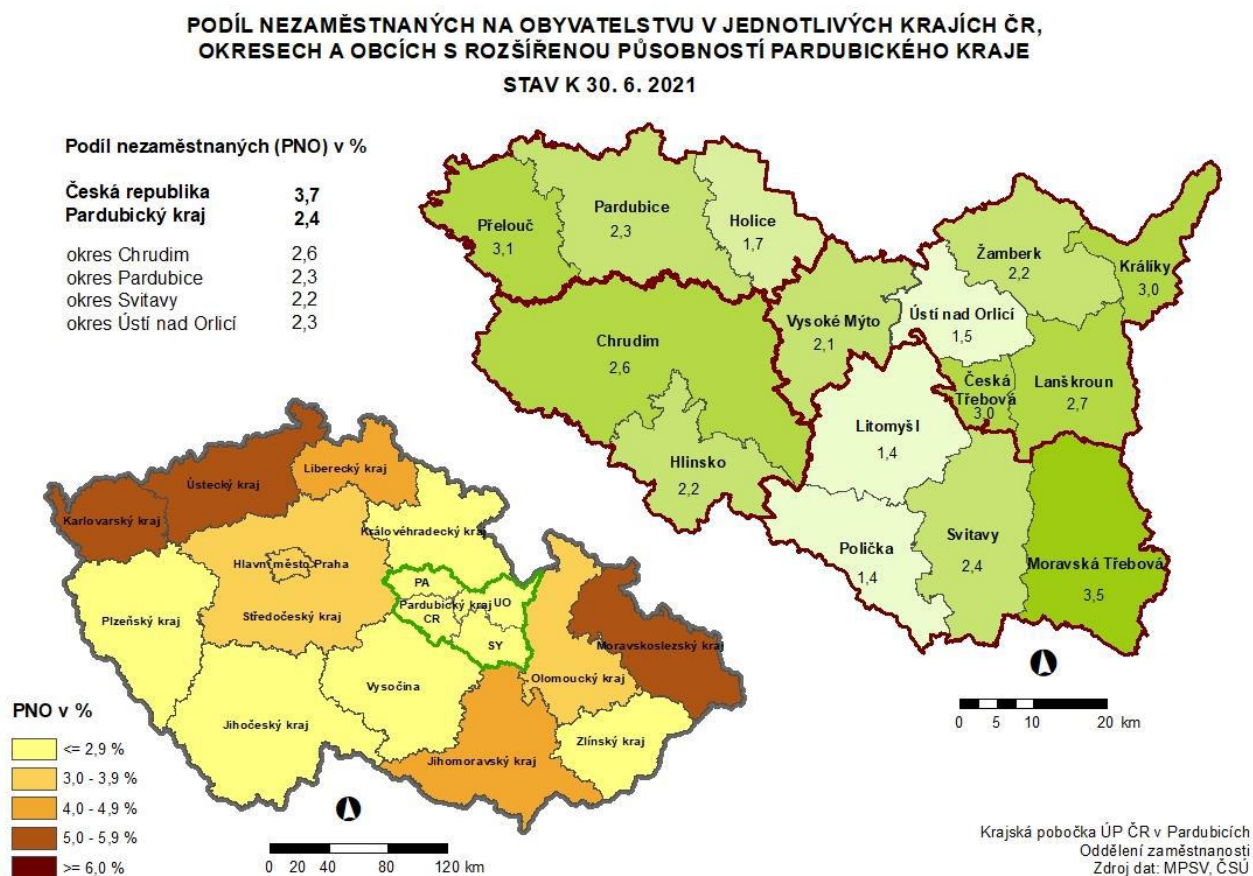 PODÍL NEZAMĚSTNANÝCH NA OBYVATELSTVU V JEDNOTLIVÝCH KRAJÍCH ČR,
OKRESECH A OBCÍCH S ROZŠÍŘENOU PŮSOBNOSTÍ PARDUBICKÉHO KRAJE
STAV K 30. 6. 2021
Podíl nezaměstnaných (PNO) v %
Česká republika 3,7
Pardubický kraj 2,4
okres Chrudim 2,6
okres Pardubice 2,3
okres Svitavy 2,2
okres Ústí nad Orlicí 2,3
Přelouč
3,1
Pardubice
2,3
Holice
1,7
Žamberk
2,2
Králíky
3,0
Vysoké Mýto
2,1
Ústí nad Orlicí
1,5
Chrudim
2,6
Česká
Třebová
3,0
Lanškroun
2,7
Litomyšl
1,4
Hlinsko
2,2
Polička
1,4
Svitavy
2,4
Moravská Třebová
3,5
0 5 10 20 km
Liberecký kraj
Ústecký kraj
Karlovarský kraj
Královéhradecký kraj
Hlavní město Praha
PA
Pardubický kraj
UO
CR
Středočeský kraj
Plzeňský kraj
SY
Moravskoslezský kraj
Olomoucký kraj
Vysočina
Jihočeský kraj
Zlínský kraj
Jihomoravský kraj
PNO v %
<= 2,9 %
3,0 - 3,9 %
4,0 - 4,9 %
5,0 - 5,9 %
>= 6,0 %
0 20 40 80 120 km
Krajská pobočka ÚP ČR v Pardubicích
Oddělení zaměstnanosti
Zdroj dat: MPSV, ČSÚ